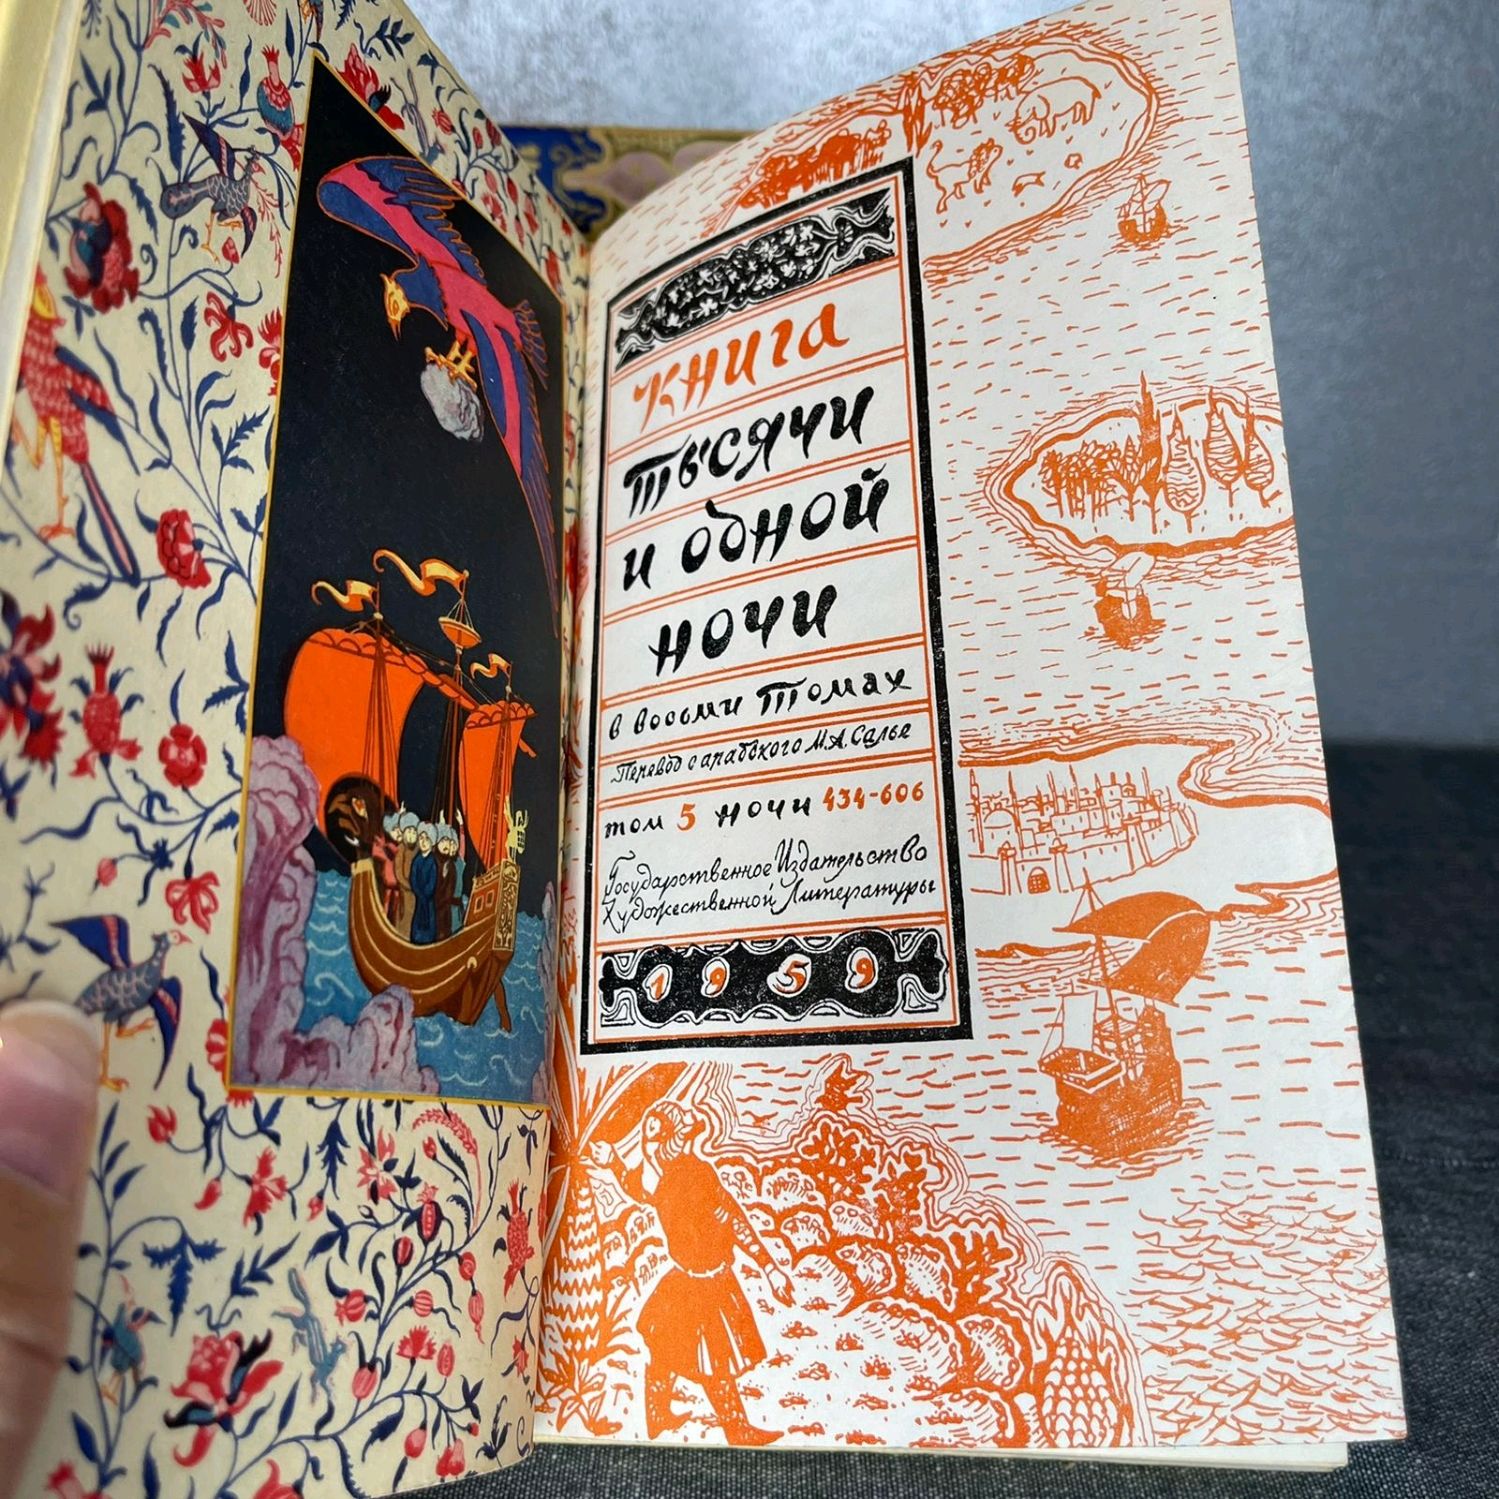 Книга
тысячи
и одной
ночи
в восьми томах
Перевод с арабского М.А. Салье
том 5 ночи 434-606
Государственное Издательство
Художественной Литературы
1959